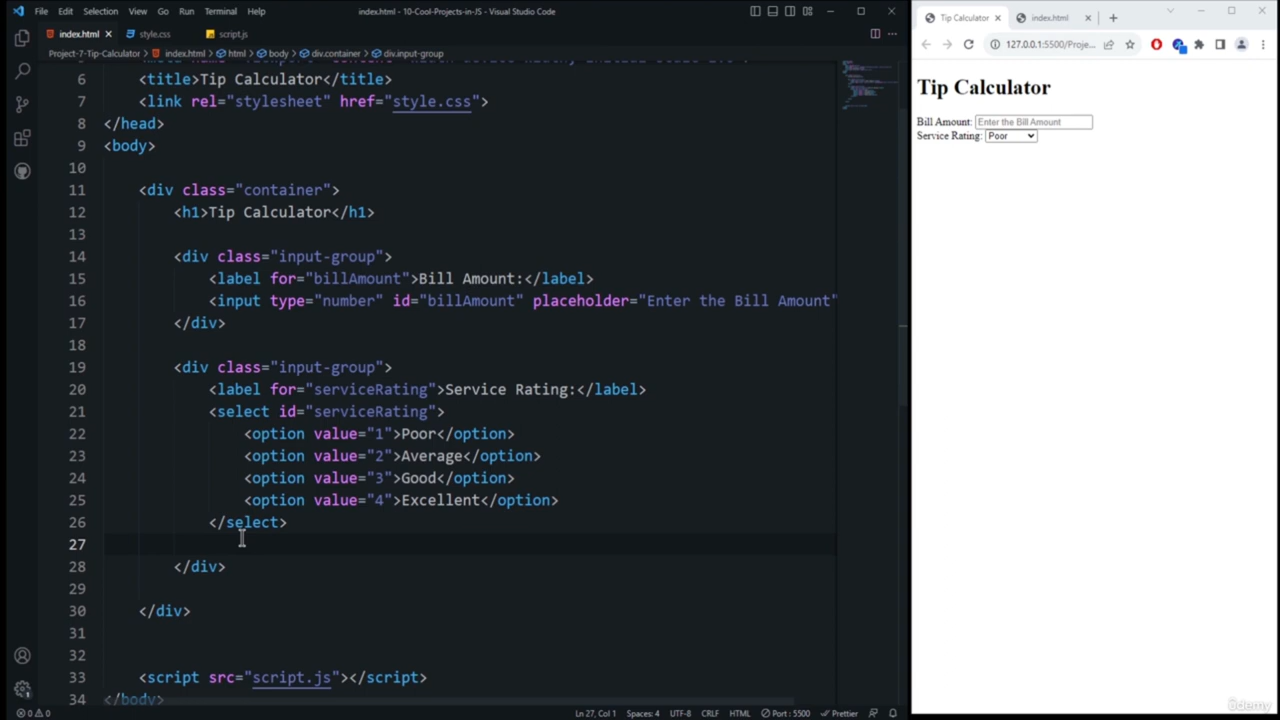 File Edit Selection View Go Run Terminal Help
index.html - 10-Cool-Projects-in-JS - Visual Studio Code
index.html
style.css
script.js
Project-7-Tip-Calculator > index.html > html > body > div.container > div.input-group
6 <title>Tip Calculator</title>
7 <link rel="stylesheet" href="style.css">
8 </head>
9 <body>
10
11 <div class="container">
12 <h1>Tip Calculator</h1>
13
14 <div class="input-group">
15 <label for="billAmount">Bill Amount:</label>
16 <input type="number" id="billAmount" placeholder="Enter the Bill Amount"
17 </div>
18
19 <div class="input-group">
20 <label for="serviceRating">Service Rating:</label>
21 <select id="serviceRating">
22 <option value="1">Poor</option>
23 <option value="2">Average</option>
24 <option value="3">Good</option>
25 <option value="4">Excellent</option>
26 </select>
27
28 </div>
29
30 </div>
31
32
33 <script src="script.js"></script>
34 </body>
0 0
Ln 27, Col 1 Spaces: 4 UTF-8 CRLF HTML Port : 5500 Prettier
Tip Calculator
index.html
127.0.0.1:5500/Proje...
Tip Calculator
Bill Amount: Enter the Bill Amount
Service Rating: Poor
ûdemy